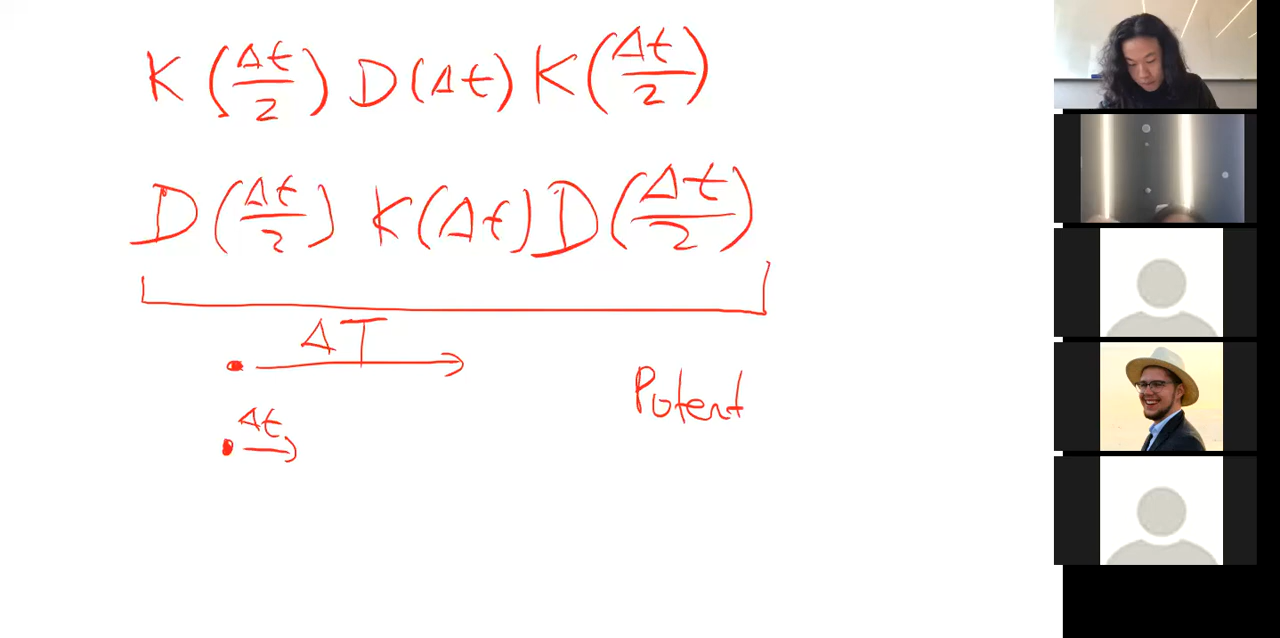 K (Δt/2) D (Δt) K (Δt/2)
D (Δt/2) K (Δt) D (Δt/2)
ΔT
Potent
Δt